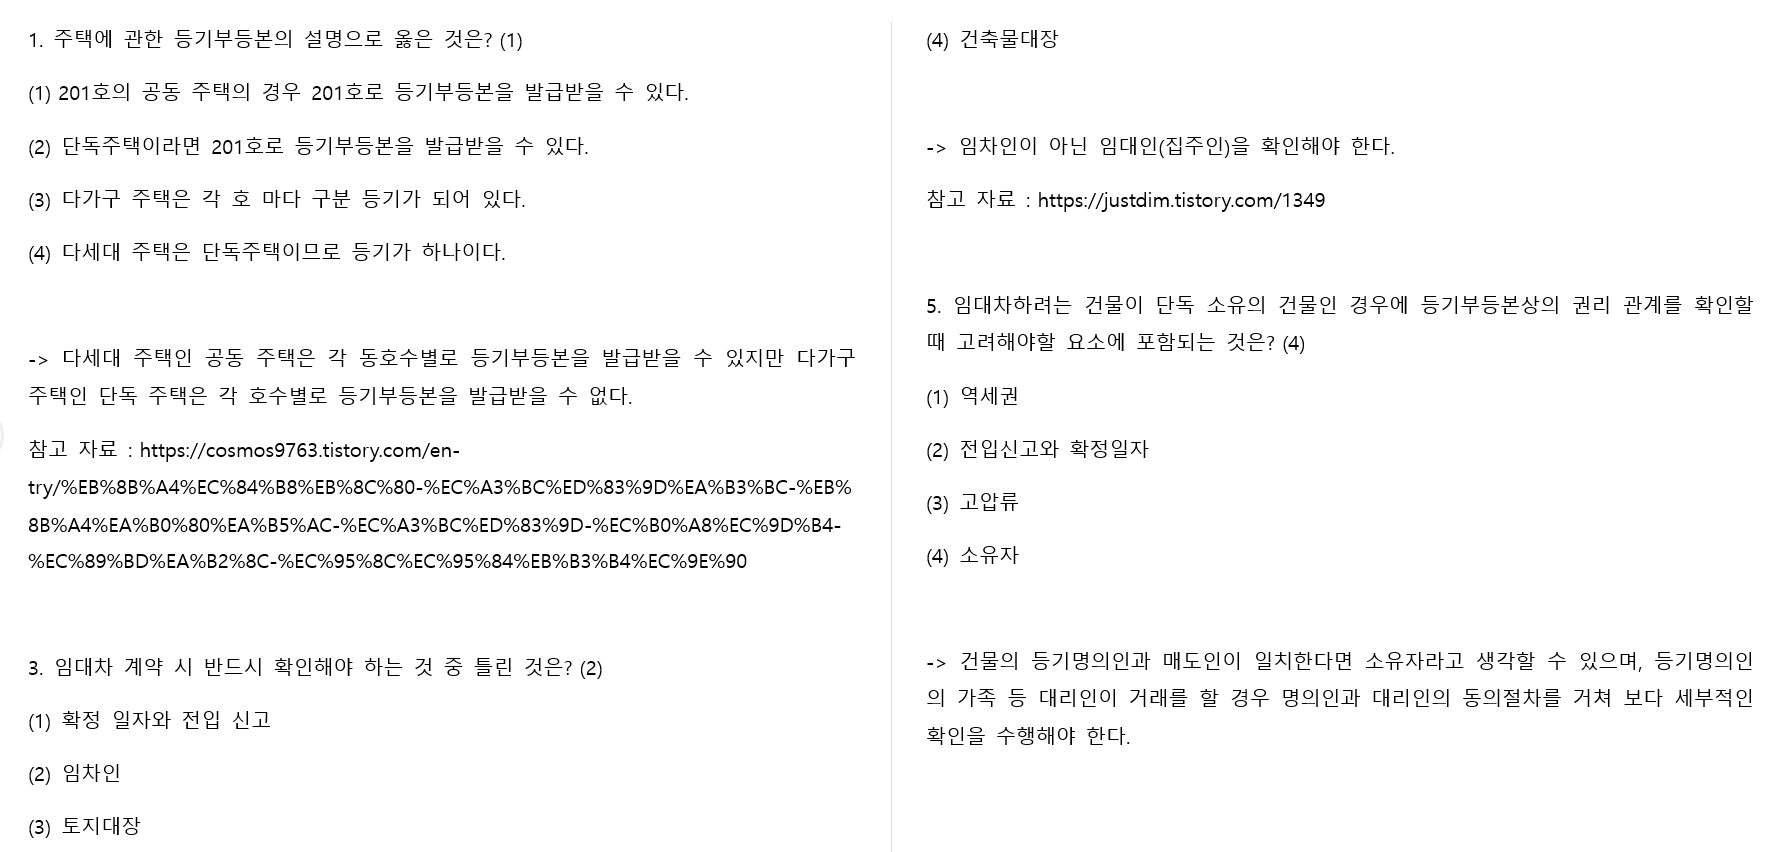 1. 주택에 관한 등기부등본의 설명으로 옳은 것은? (1)
(1) 201호의 공동 주택의 경우 201호로 등기부등본을 발급받을 수 있다.
(2) 단독주택이라면 201호로 등기부등본을 발급받을 수 있다.
(3) 다가구 주택은 각 호 마다 구분 등기가 되어 있다.
(4) 다세대 주택은 단독주택이므로 등기가 하나이다.
-> 다세대 주택인 공동 주택은 각 동호수별로 등기부등본을 발급받을 수 있지만 다가구
주택인 단독 주택은 각 호수별로 등기부등본을 발급받을 수 없다.
참고 자료 : https://cosmos9763.tistory.com/en-
try/%EB%8B%A4%EC%84%B8%EB%8C%80-%EC%A3%BC%ED%83%9D%EA%B3%BC-%EB%
8B%A4%EA%B0%80%EA%B5%AC-%EC%A3%BC%ED%83%9D-%EC%B0%A8%EC%9D%B4-
%EC%89%BD%EA%B2%8C-%EC%95%8C%EC%95%84%EB%B3%B4%EC%9E%90
3. 임대차 계약 시 반드시 확인해야 하는 것 중 틀린 것은? (2)
(1) 확정 일자와 전입 신고
(2) 임차인
(3) 토지대장
(4) 건축물대장
-> 임차인이 아닌 임대인(집주인)을 확인해야 한다.
참고 자료 : https://justdim.tistory.com/1349
5. 임대차하려는 건물이 단독 소유의 건물인 경우에 등기부등본상의 권리 관계를 확인할
때 고려해야할 요소에 포함되는 것은? (4)
(1) 역세권
(2) 전입신고와 확정일자
(3) 고압류
(4) 소유자
-> 건물의 등기명의인과 매도인이 일치한다면 소유자라고 생각할 수 있으며, 등기명의인
의 가족 등 대리인이 거래를 할 경우 명의인과 대리인의 동의절차를 거쳐 보다 세부적인
확인을 수행해야 한다.